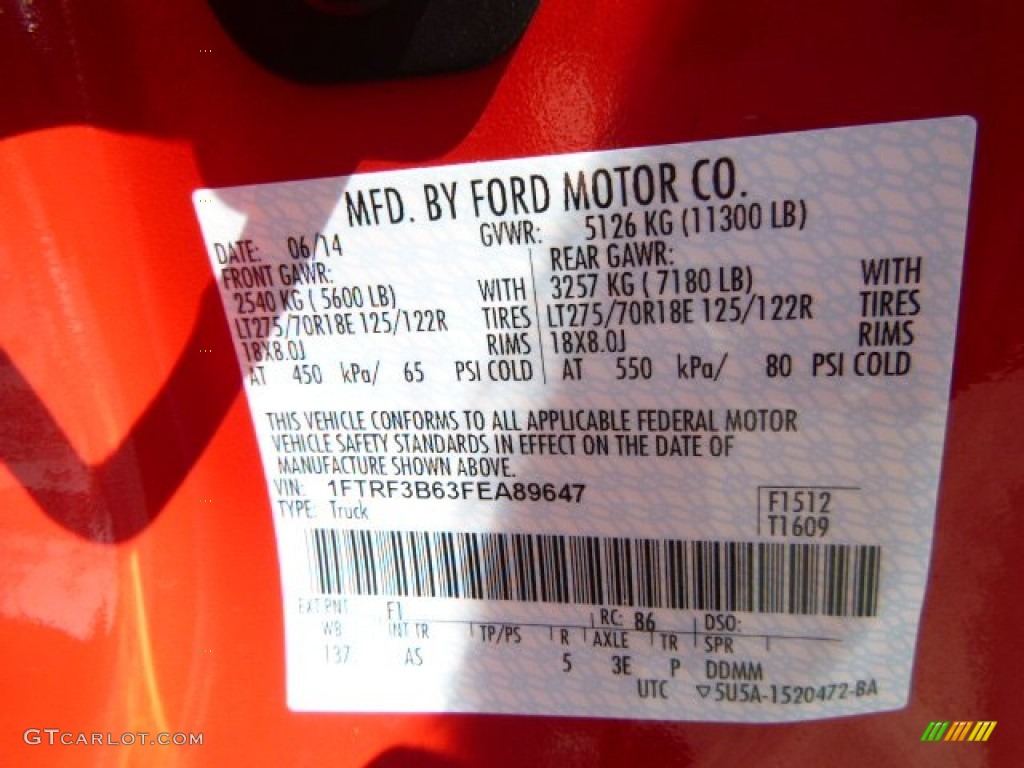 MFD. BY FORD MOTOR CO.
DATE: 06/14 GVWR: 5126 KG (11300 LB)
FRONT GAWR: REAR GAWR:
2540 KG ( 5600 LB) WITH 3257 KG ( 7180 LB) WITH
LT275/70R18E 125/122R TIRES LT275/70R18E 125/122R TIRES
18X8.0J RIMS 18X8.0J RIMS
AT 450 kPa/ 65 PSI COLD AT 550 kPa/ 80 PSI COLD
THIS VEHICLE CONFORMS TO ALL APPLICABLE FEDERAL MOTOR
VEHICLE SAFETY STANDARDS IN EFFECT ON THE DATE OF
MANUFACTURE SHOWN ABOVE.
VIN: 1FTRF3B63FEA89647
TYPE: Truck
F1512
T1609
EXT PNT F1 RC: 86 DSO:
WB INT TR TP/PS R AXLE TR SPR
137 AS 5 3E P DDMM
UTC ▽5U5A-1520472-BA
GTCARLOT.COM